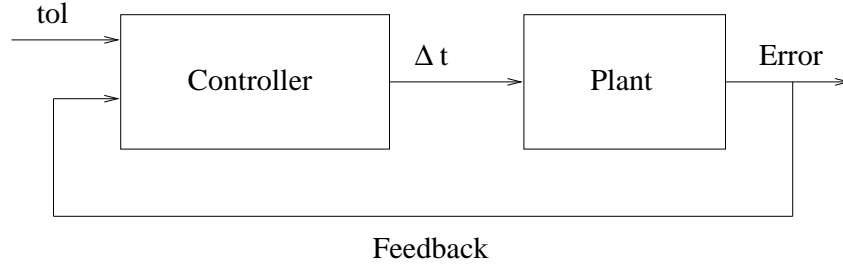 tol
Controller
Δ t
Plant
Error
Feedback